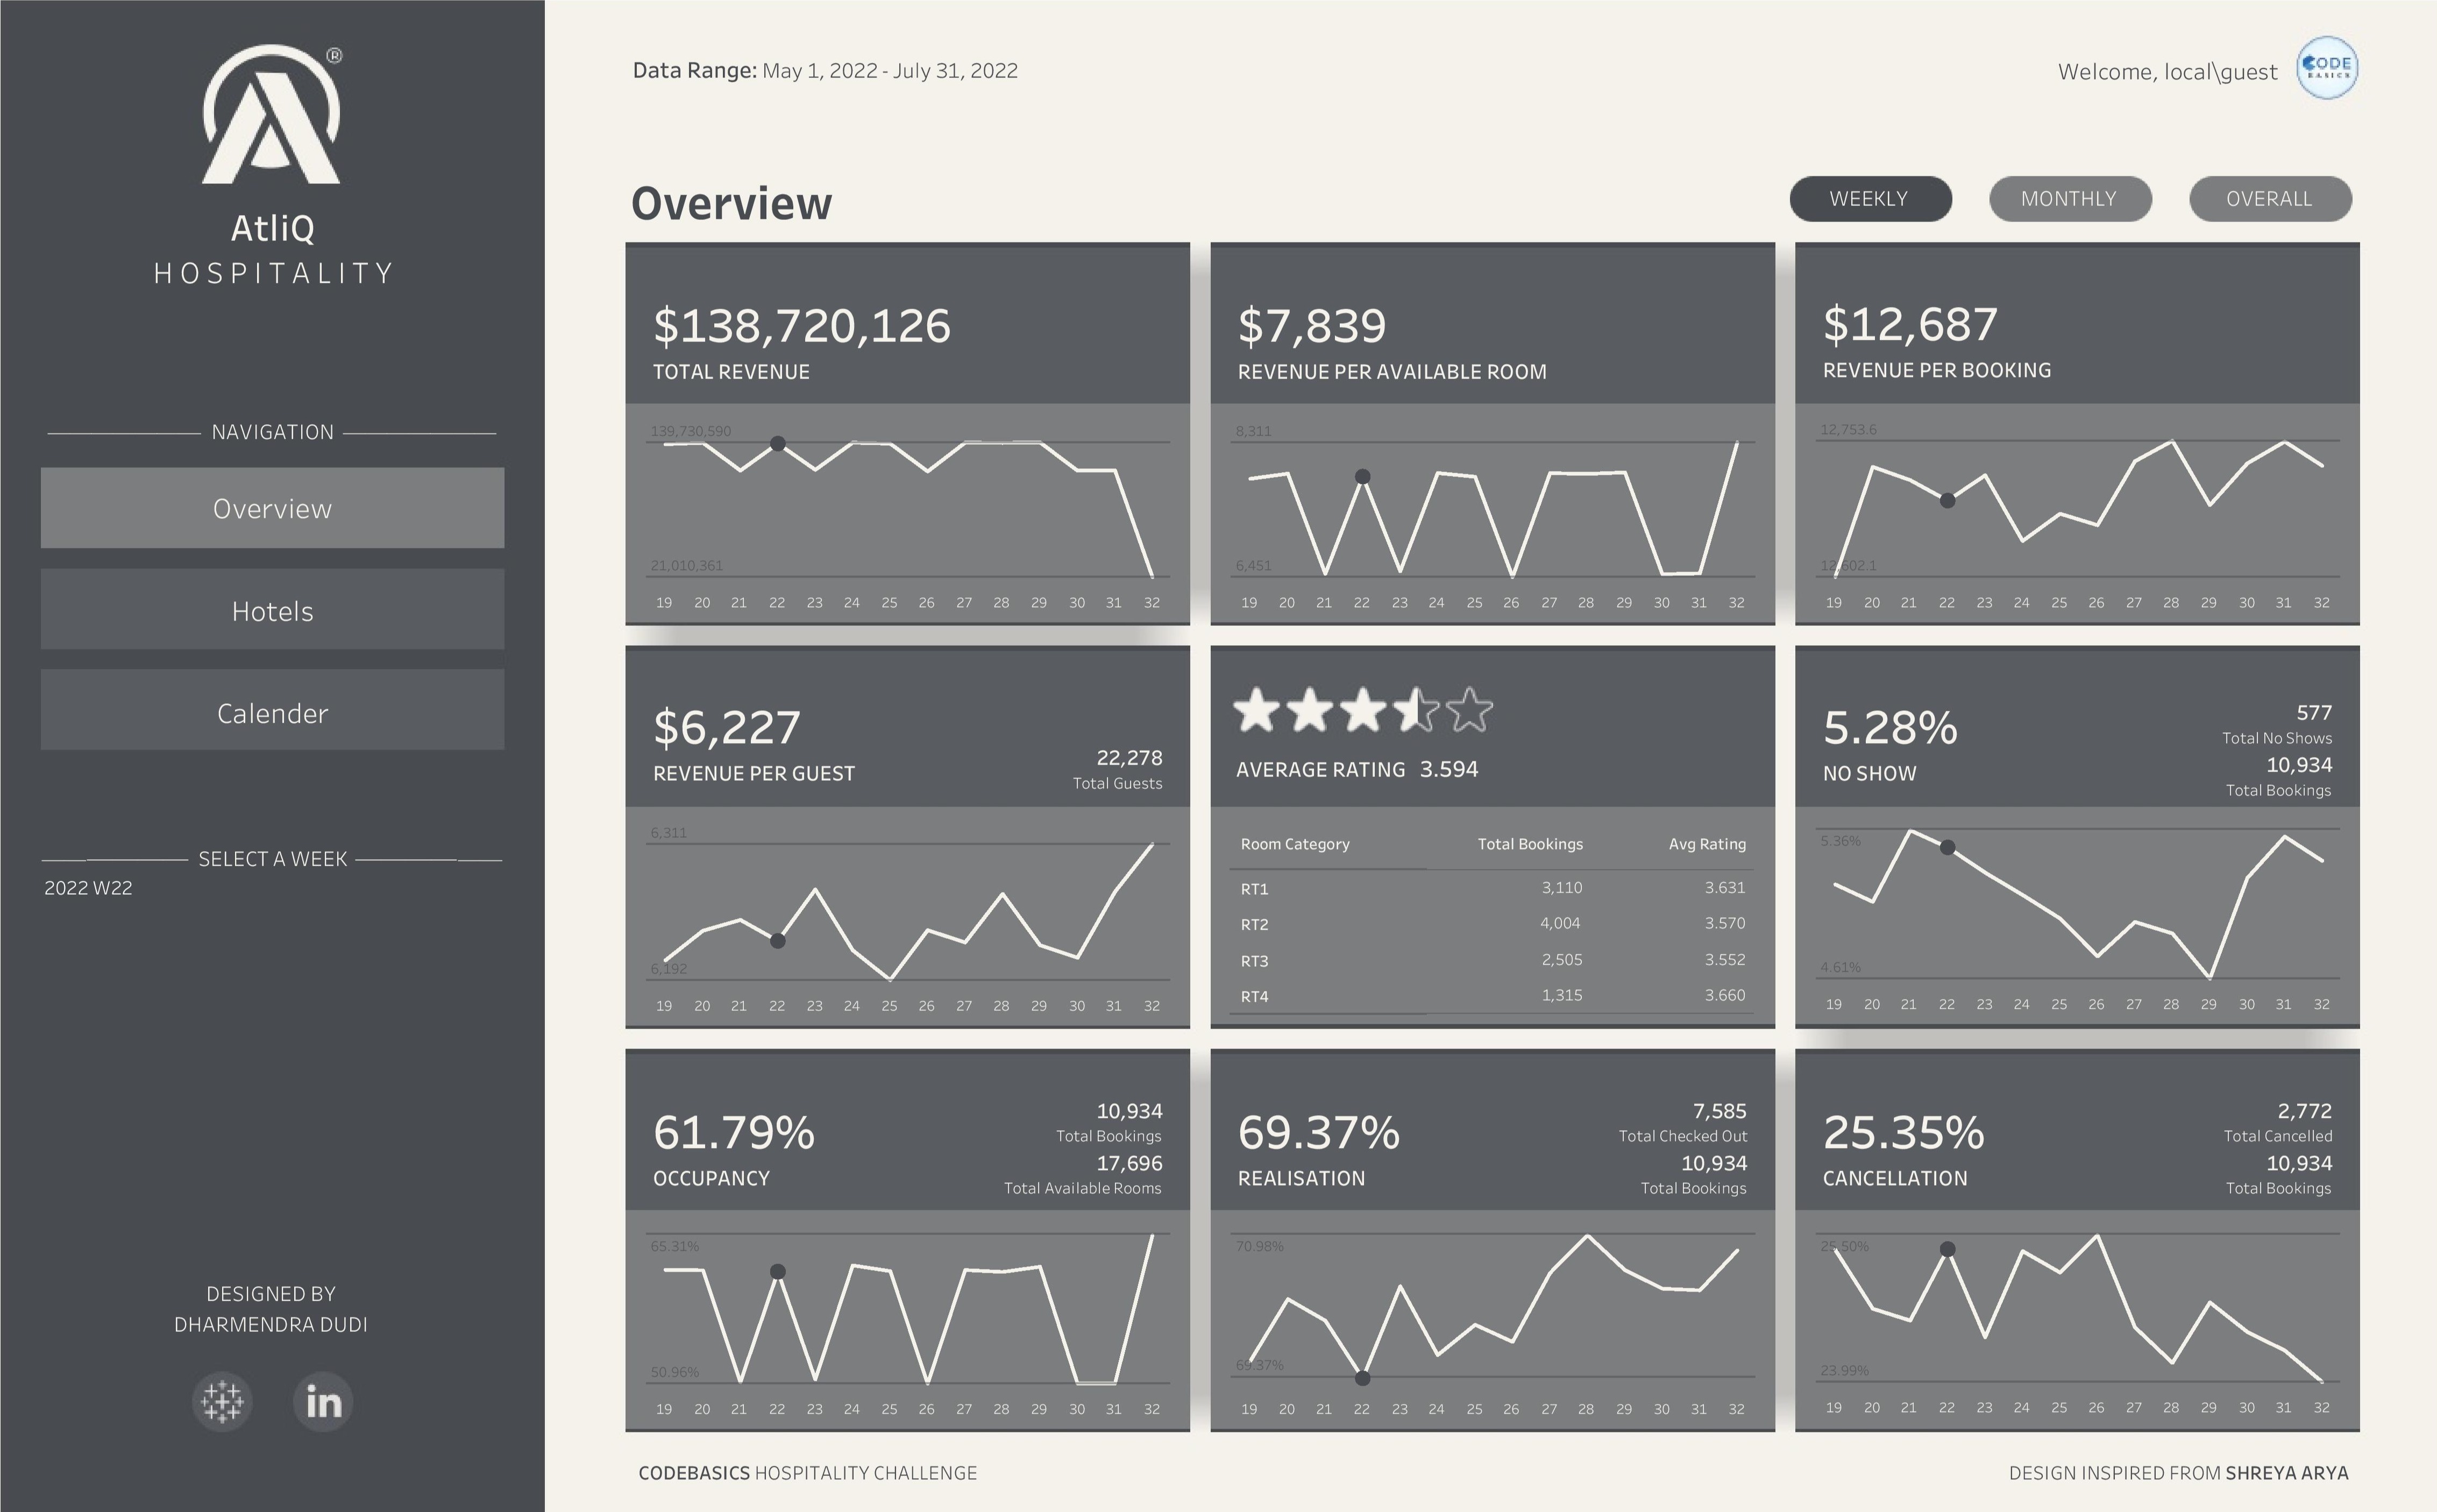 ®
AtliQ
HOSPITALITY
NAVIGATION
Overview
Hotels
Calender
SELECT A WEEK
2022 W22
DESIGNED BY
DHARMENDRA DUDI
in
Data Range: May 1, 2022 - July 31, 2022
Welcome, local\guest
CODE
BASICS
Overview
WEEKLY MONTHLY OVERALL
$138,720,126
TOTAL REVENUE
139,730,590
21,010,361
19 20 21 22 23 24 25 26 27 28 29 30 31 32
$7,839
REVENUE PER AVAILABLE ROOM
8,311
6,451
19 20 21 22 23 24 25 26 27 28 29 30 31 32
$12,687
REVENUE PER BOOKING
12,753.6
12,602.1
19 20 21 22 23 24 25 26 27 28 29 30 31 32
$6,227
REVENUE PER GUEST
22,278
Total Guests
6,311
6,192
19 20 21 22 23 24 25 26 27 28 29 30 31 32
AVERAGE RATING 3.594
Room Category Total Bookings Avg Rating
RT1 3,110 3.631
RT2 4,004 3.570
RT3 2,505 3.552
RT4 1,315 3.660
5.28%
NO SHOW
577
Total No Shows
10,934
Total Bookings
5.36%
4.61%
19 20 21 22 23 24 25 26 27 28 29 30 31 32
61.79%
OCCUPANCY
10,934
Total Bookings
17,696
Total Available Rooms
65.31%
50.96%
19 20 21 22 23 24 25 26 27 28 29 30 31 32
69.37%
REALISATION
7,585
Total Checked Out
10,934
Total Bookings
70.98%
69.37%
19 20 21 22 23 24 25 26 27 28 29 30 31 32
25.35%
CANCELLATION
2,772
Total Cancelled
10,934
Total Bookings
25.50%
23.99%
19 20 21 22 23 24 25 26 27 28 29 30 31 32
CODEBASICS HOSPITALITY CHALLENGE
DESIGN INSPIRED FROM SHREYA ARYA